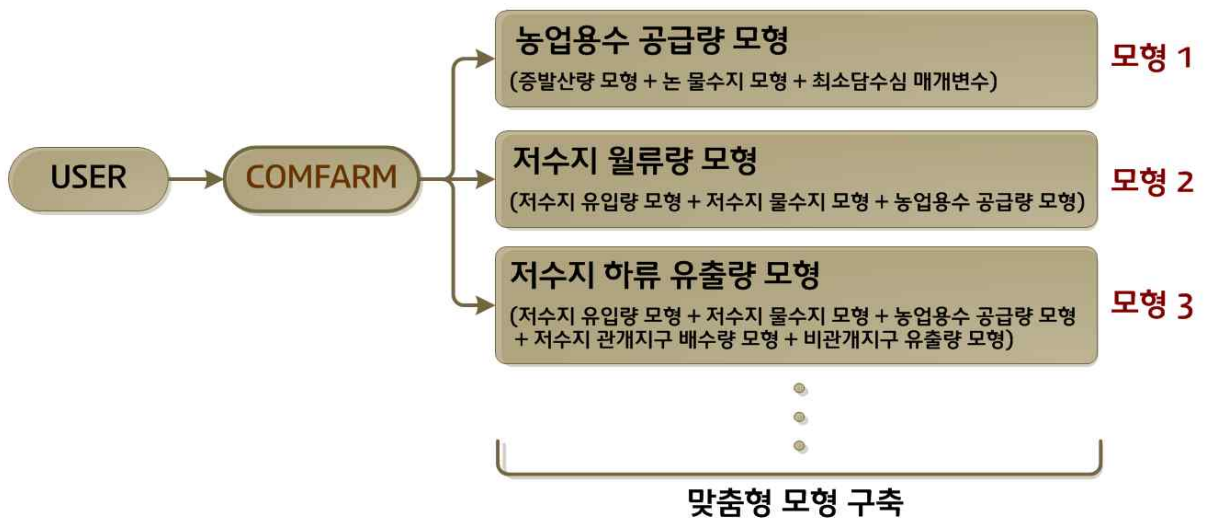 USER
COMFARM
농업용수 공급량 모형
(증발산량 모형 + 논 물수지 모형 + 최소담수심 매개변수)
모형 1
저수지 월류량 모형
(저수지 유입량 모형 + 저수지 물수지 모형 + 농업용수 공급량 모형)
모형 2
저수지 하류 유출량 모형
(저수지 유입량 모형 + 저수지 물수지 모형 + 농업용수 공급량 모형
+ 저수지 관개지구 배수량 모형 + 비관개지구 유출량 모형)
모형 3
맞춤형 모형 구축